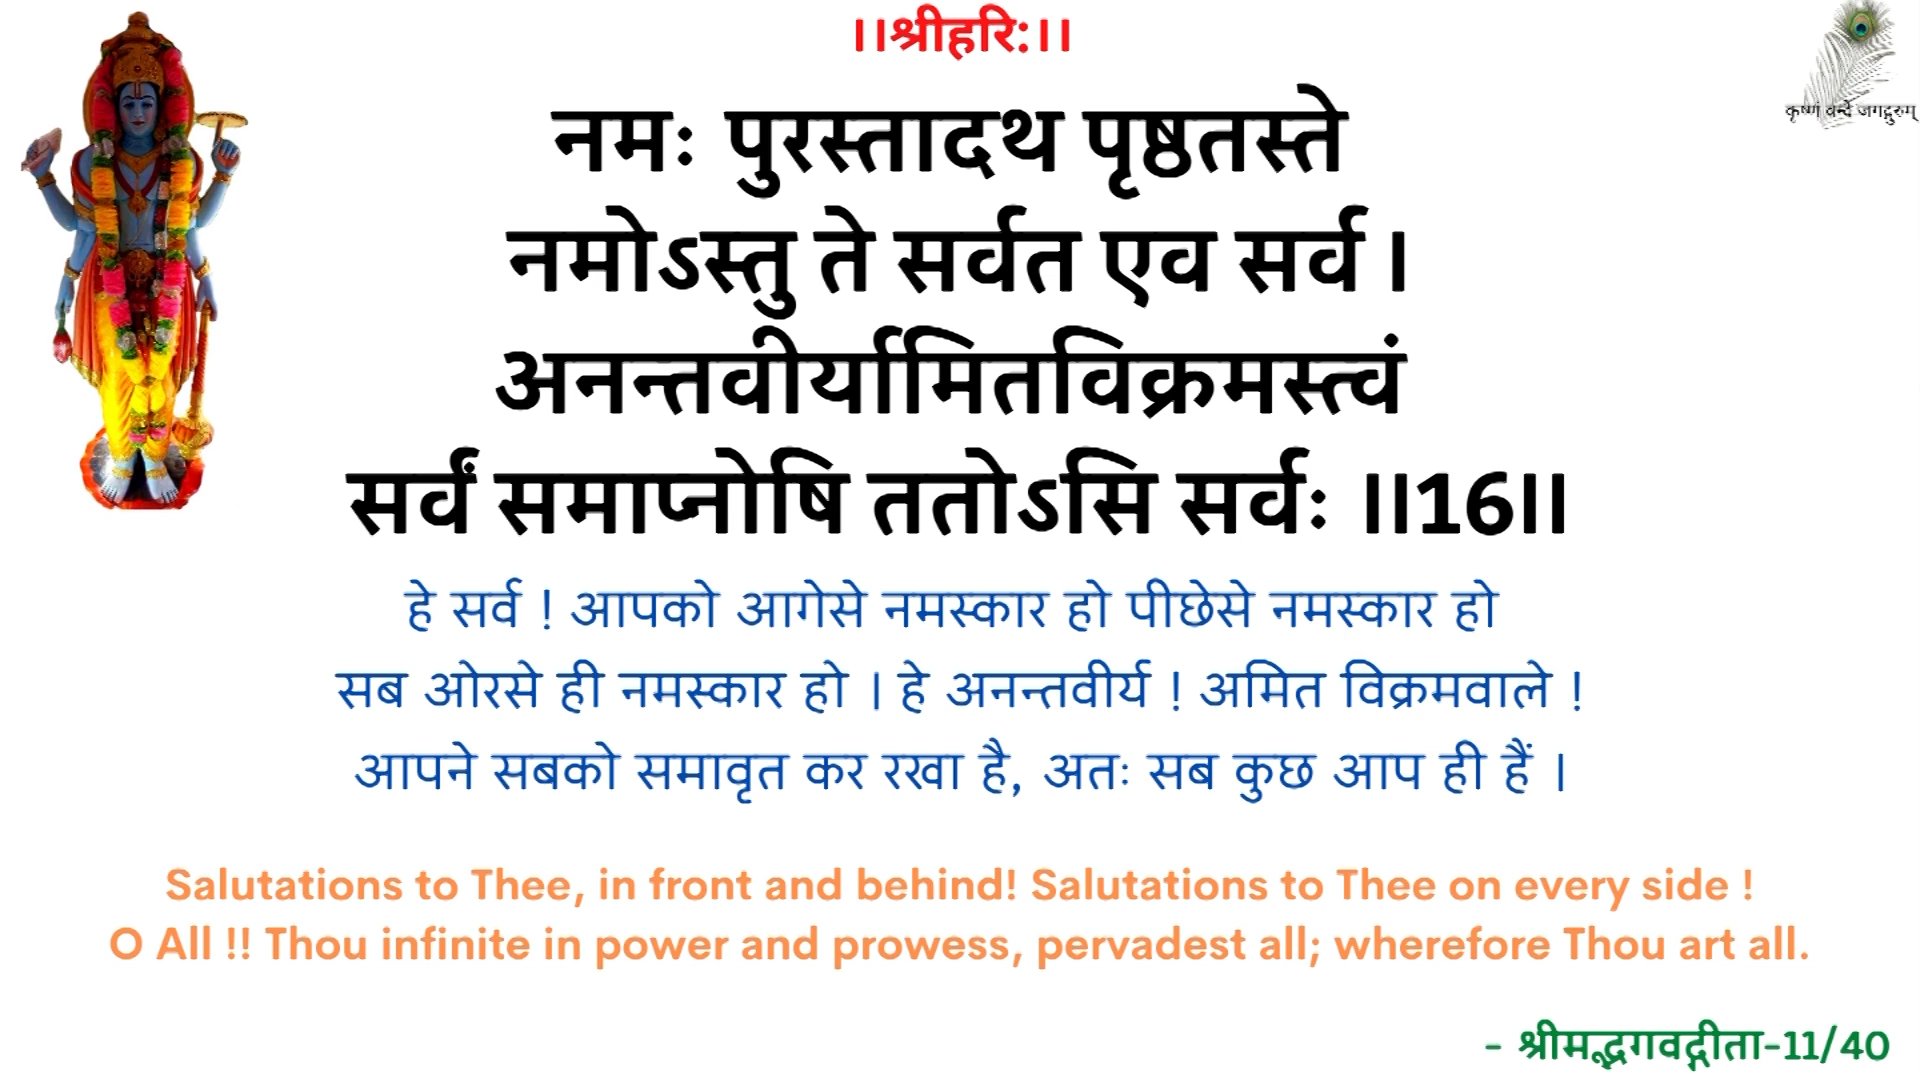 ।।श्रीहरि:।।
कृष्णं वन्दे जगद्गुरुम्
नमः पुरस्तादथ पृष्ठतस्ते
नमोऽस्तु ते सर्वत एव सर्व ।
अनन्तवीर्यामितविक्रमस्त्वं
सर्वं समाप्नोषि ततोऽसि सर्वः ।।16।।
हे सर्व ! आपको आगेसे नमस्कार हो पीछेसे नमस्कार हो
सब ओरसे ही नमस्कार हो । हे अनन्तवीर्य ! अमित विक्रमवाले !
आपने सबको समावृत कर रखा है, अतः सब कुछ आप ही हैं ।
Salutations to Thee, in front and behind! Salutations to Thee on every side !
O All !! Thou infinite in power and prowess, pervadest all; wherefore Thou art all.
- श्रीमद्भगवद्गीता-11/40